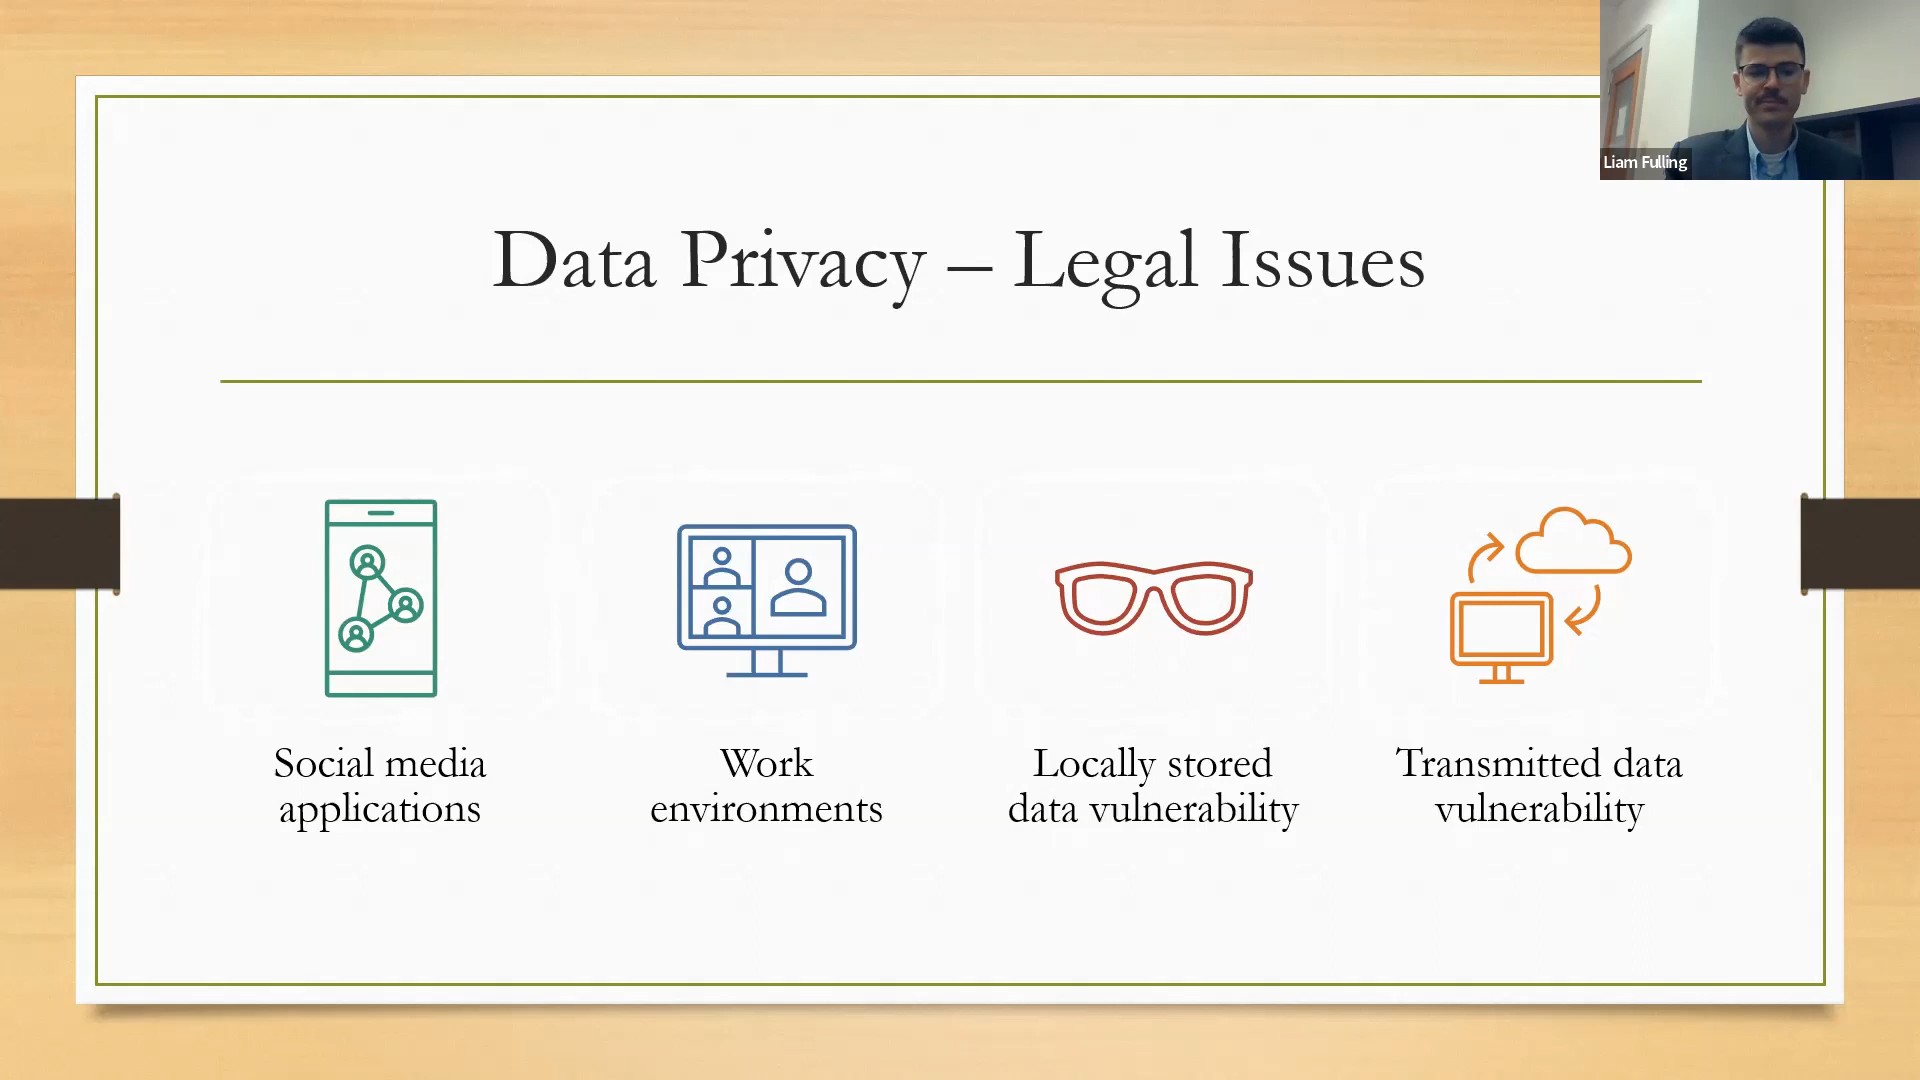 Liam Fulling
Data Privacy – Legal Issues
Social media
applications
Work
environments
Locally stored
data vulnerability
Transmitted data
vulnerability